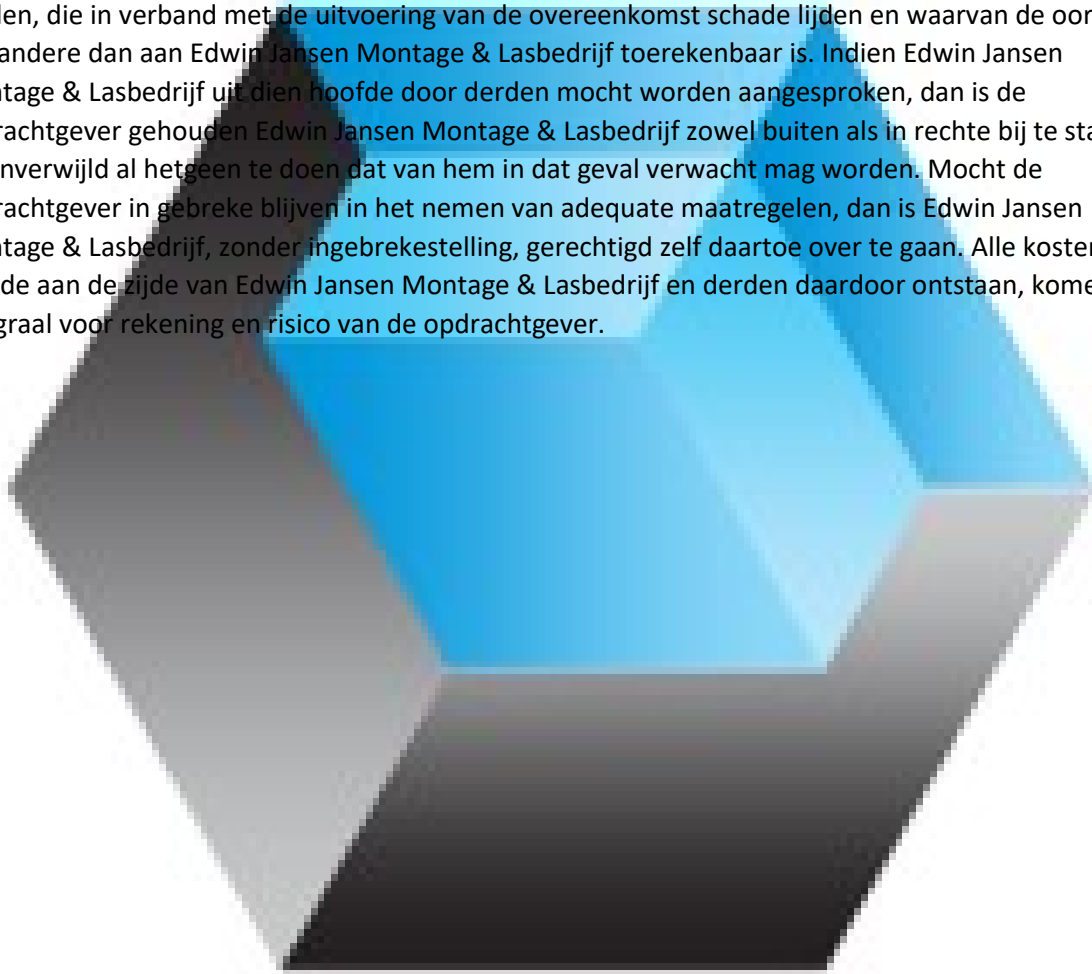 len, die in verband met de uitvoering van de overeenkomst schade lijden en waarvan de oor
andere dan aan Edwin Jansen Montage & Lasbedrijf toerekenbaar is. Indien Edwin Jansen
ntage & Lasbedrijf uit dien hoofde door derden mocht worden aangesproken, dan is de
rachtgever gehouden Edwin Jansen Montage & Lasbedrijf zowel buiten als in rechte bij te sta
nverwijld al hetgeen te doen dat van hem in dat geval verwacht mag worden. Mocht de
rachtgever in gebreke blijven in het nemen van adequate maatregelen, dan is Edwin Jansen
ntage & Lasbedrijf, zonder ingebrekestelling, gerechtigd zelf daartoe over te gaan. Alle kosten
de aan de zijde van Edwin Jansen Montage & Lasbedrijf en derden daardoor ontstaan, kome
graal voor rekening en risico van de opdrachtgever.